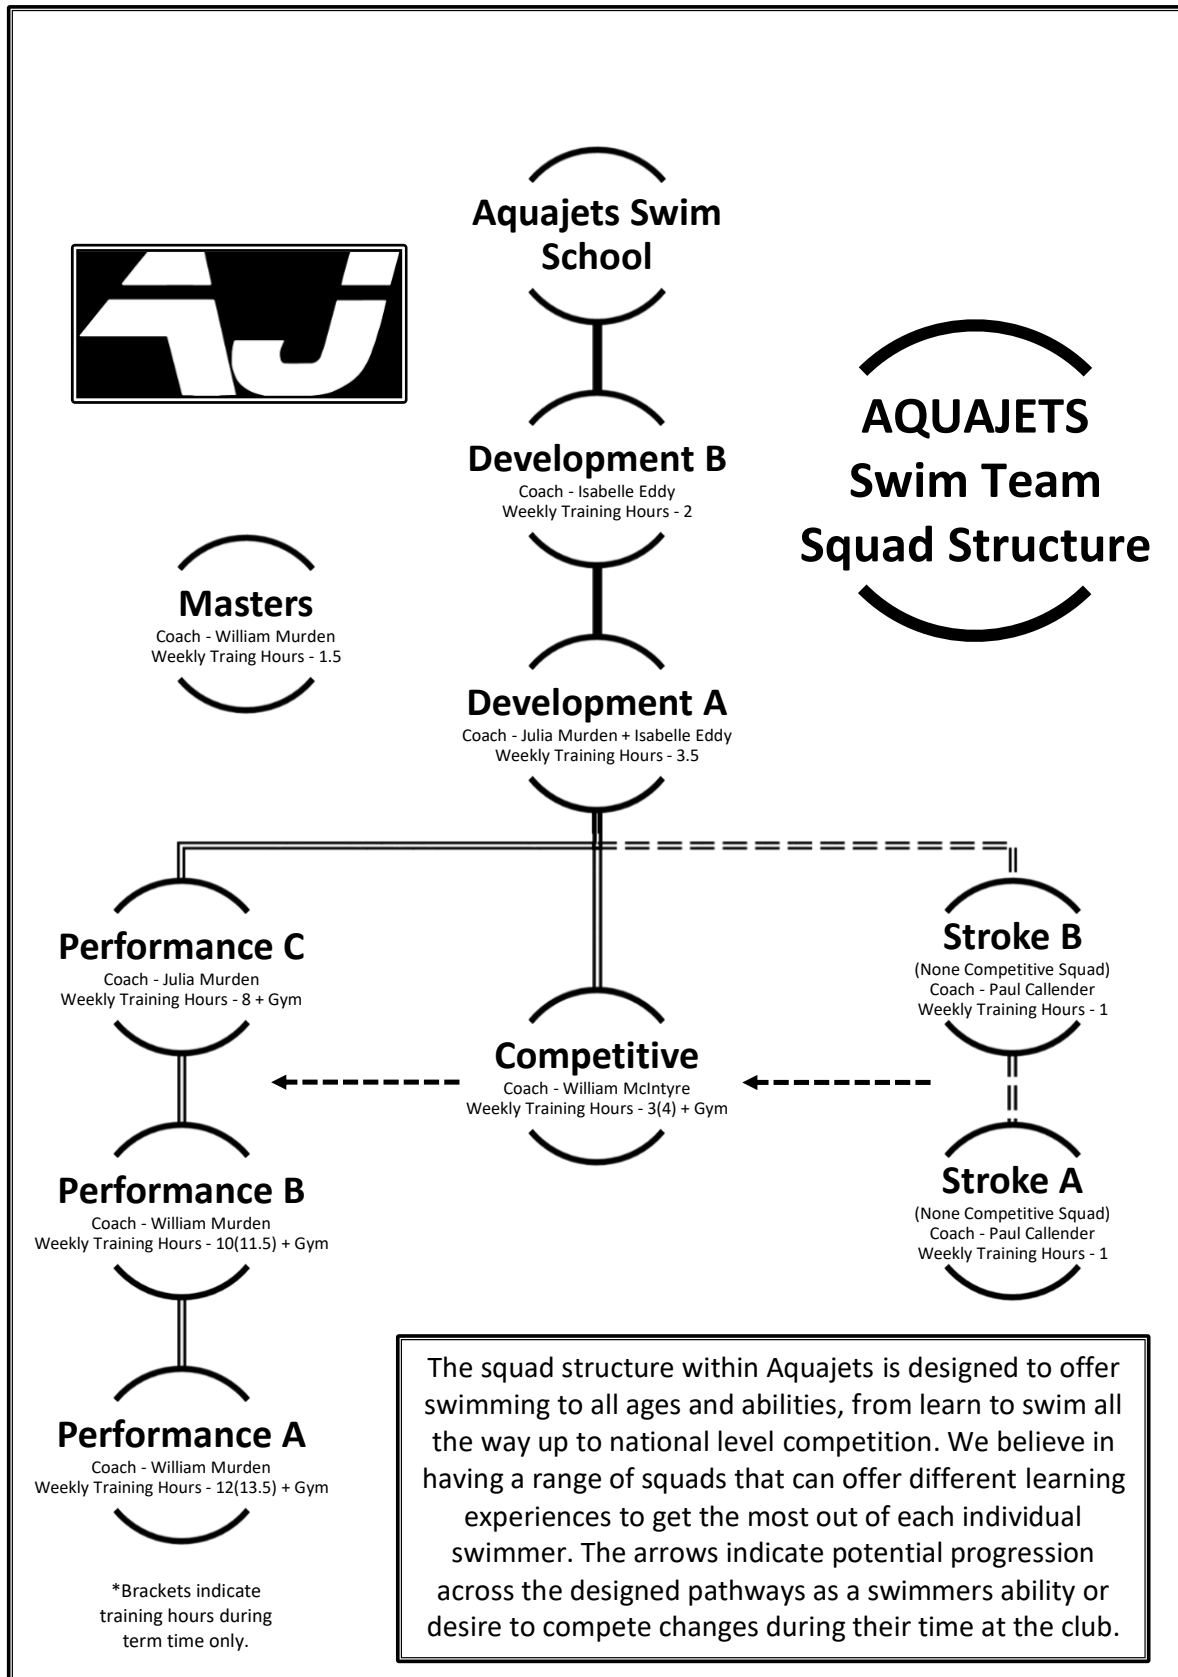 Aquajets Swim
School
AJ
AQUAJETS
Swim Team
Squad Structure
Development B
Coach - Isabelle Eddy
Weekly Training Hours - 2
Masters
Coach - William Murden
Weekly Traing Hours - 1.5
Development A
Coach - Julia Murden + Isabelle Eddy
Weekly Training Hours - 3.5
Performance C
Coach - Julia Murden
Weekly Training Hours - 8 + Gym
Competitive
Coach - William McIntyre
Weekly Training Hours - 3(4) + Gym
Stroke B
(None Competitive Squad)
Coach - Paul Callender
Weekly Training Hours - 1
Performance B
Coach - William Murden
Weekly Training Hours - 10(11.5) + Gym
Stroke A
(None Competitive Squad)
Coach - Paul Callender
Weekly Training Hours - 1
Performance A
Coach - William Murden
Weekly Training Hours - 12(13.5) + Gym
*Brackets indicate
training hours during
term time only.
The squad structure within Aquajets is designed to offer
swimming to all ages and abilities, from learn to swim all
the way up to national level competition. We believe in
having a range of squads that can offer different learning
experiences to get the most out of each individual
swimmer. The arrows indicate potential progression
across the designed pathways as a swimmers ability or
desire to compete changes during their time at the club.